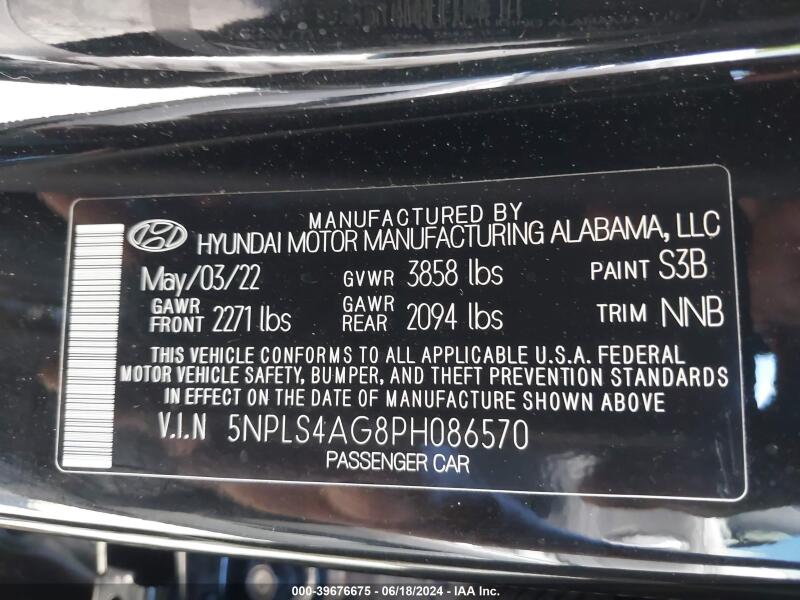 MANUFACTURED BY
HYUNDAI MOTOR MANUFACTURING ALABAMA, LLC
May/03/22 GVWR 3858 lbs PAINT S3B
GAWR FRONT 2271 lbs GAWR REAR 2094 lbs TRIM NNB
THIS VEHICLE CONFORMS TO ALL APPLICABLE U.S.A. FEDERAL
MOTOR VEHICLE SAFETY, BUMPER, AND THEFT PREVENTION STANDARDS
IN EFFECT ON THE DATE OF MANUFACTURE SHOWN ABOVE
V.I.N 5NPLS4AG8PH086570
PASSENGER CAR
000-39676675 - 06/18/2024 - IAA Inc.